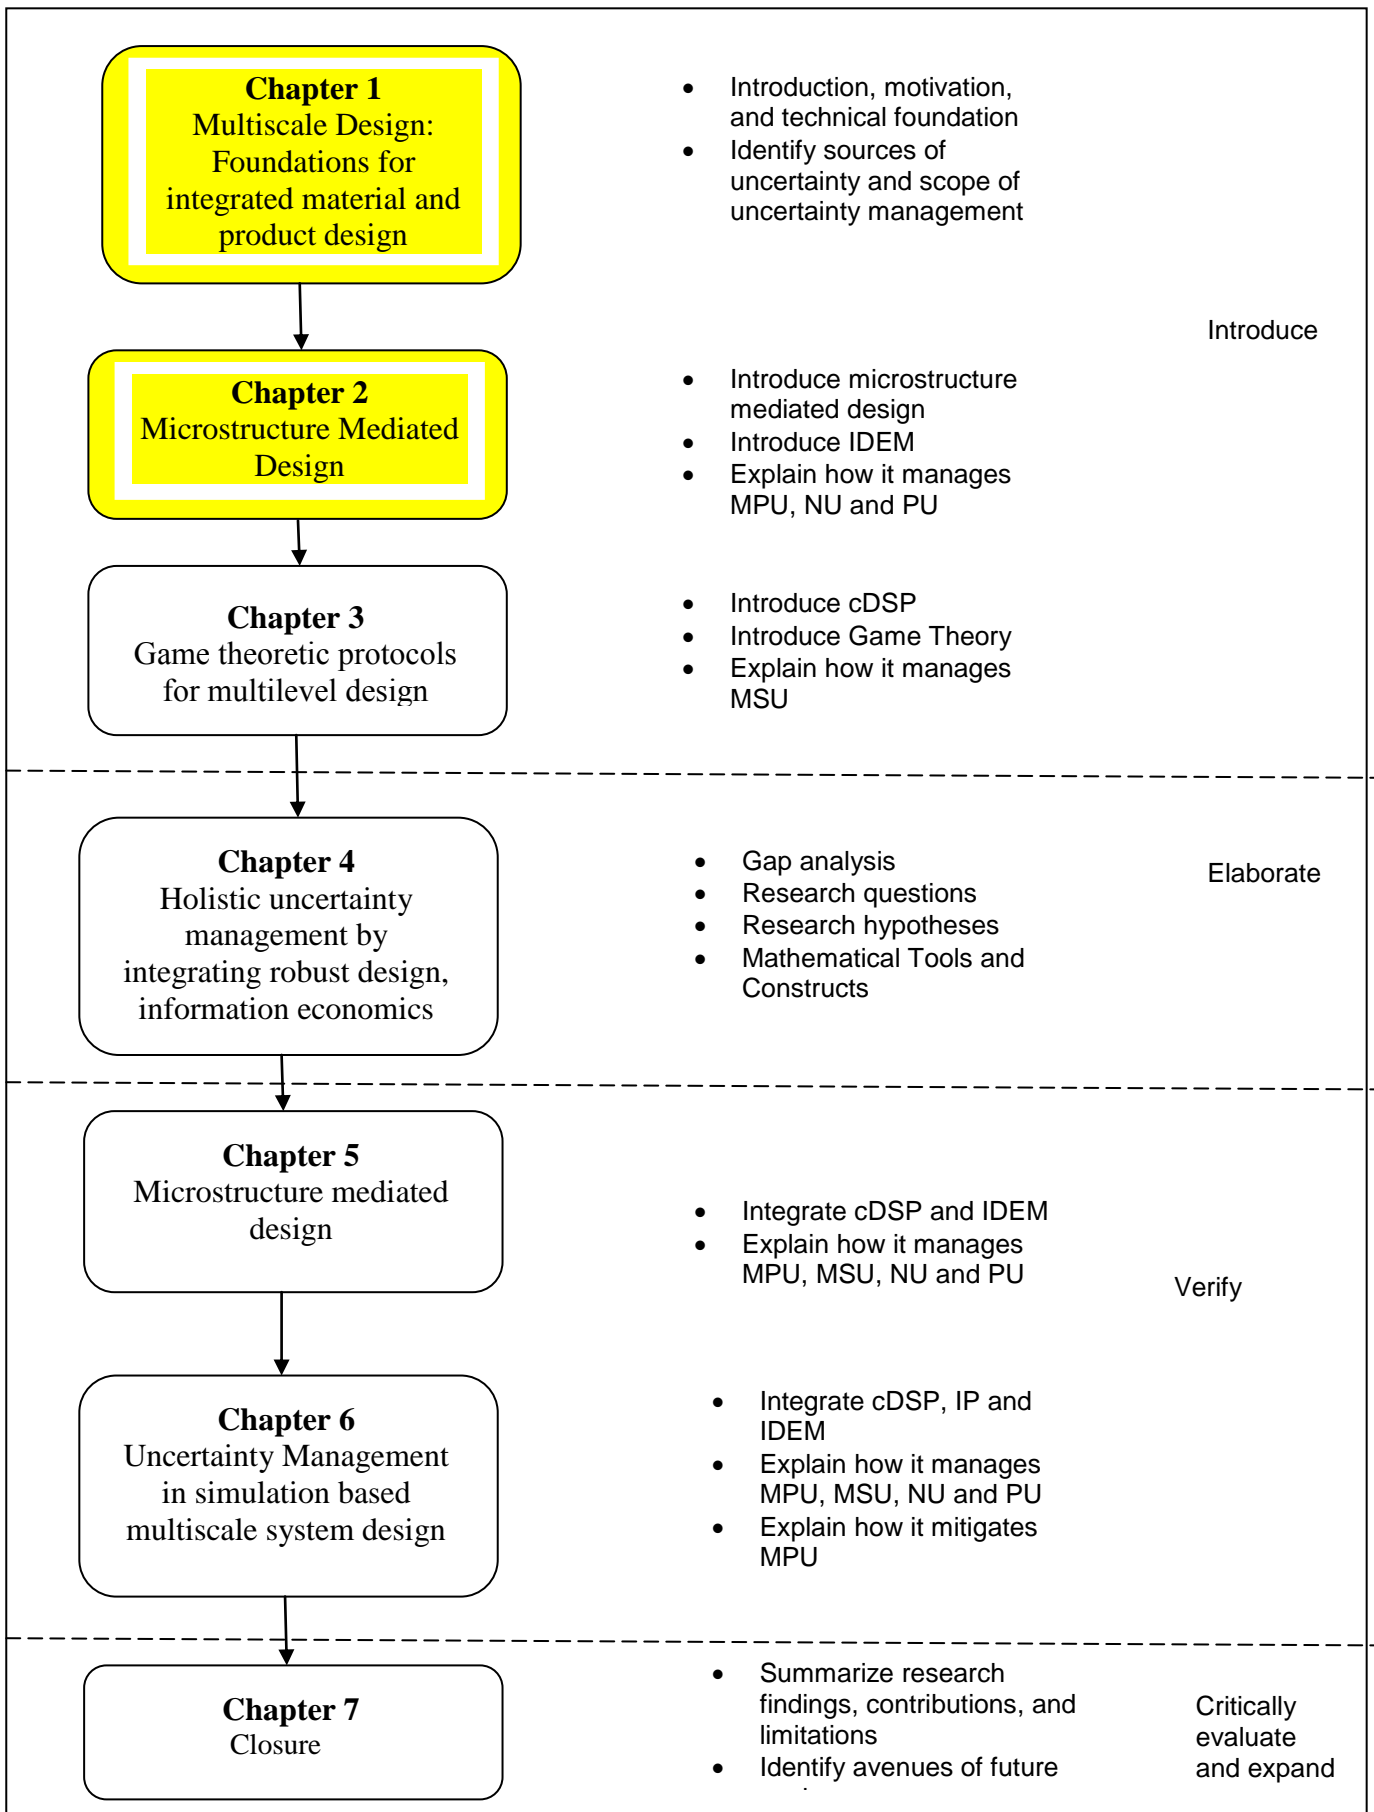 Chapter 1
Multiscale Design:
Foundations for
integrated material and
product design
• Introduction, motivation,
and technical foundation
• Identify sources of
uncertainty and scope of
uncertainty management
Introduce
Chapter 2
Microstructure Mediated
Design
• Introduce microstructure
mediated design
• Introduce IDEM
• Explain how it manages
MPU, NU and PU
Chapter 3
Game theoretic protocols
for multilevel design
• Introduce cDSP
• Introduce Game Theory
• Explain how it manages
MSU
Chapter 4
Holistic uncertainty
management by
integrating robust design,
information economics
• Gap analysis
• Research questions
• Research hypotheses
• Mathematical Tools and
Constructs
Elaborate
Chapter 5
Microstructure mediated
design
• Integrate cDSP and IDEM
• Explain how it manages
MPU, MSU, NU and PU
Verify
Chapter 6
Uncertainty Management
in simulation based
multiscale system design
• Integrate cDSP, IP and
IDEM
• Explain how it manages
MPU, MSU, NU and PU
• Explain how it mitigates
MPU
Chapter 7
Closure
• Summarize research
findings, contributions, and
limitations
• Identify avenues of future
Critically
evaluate
and expand